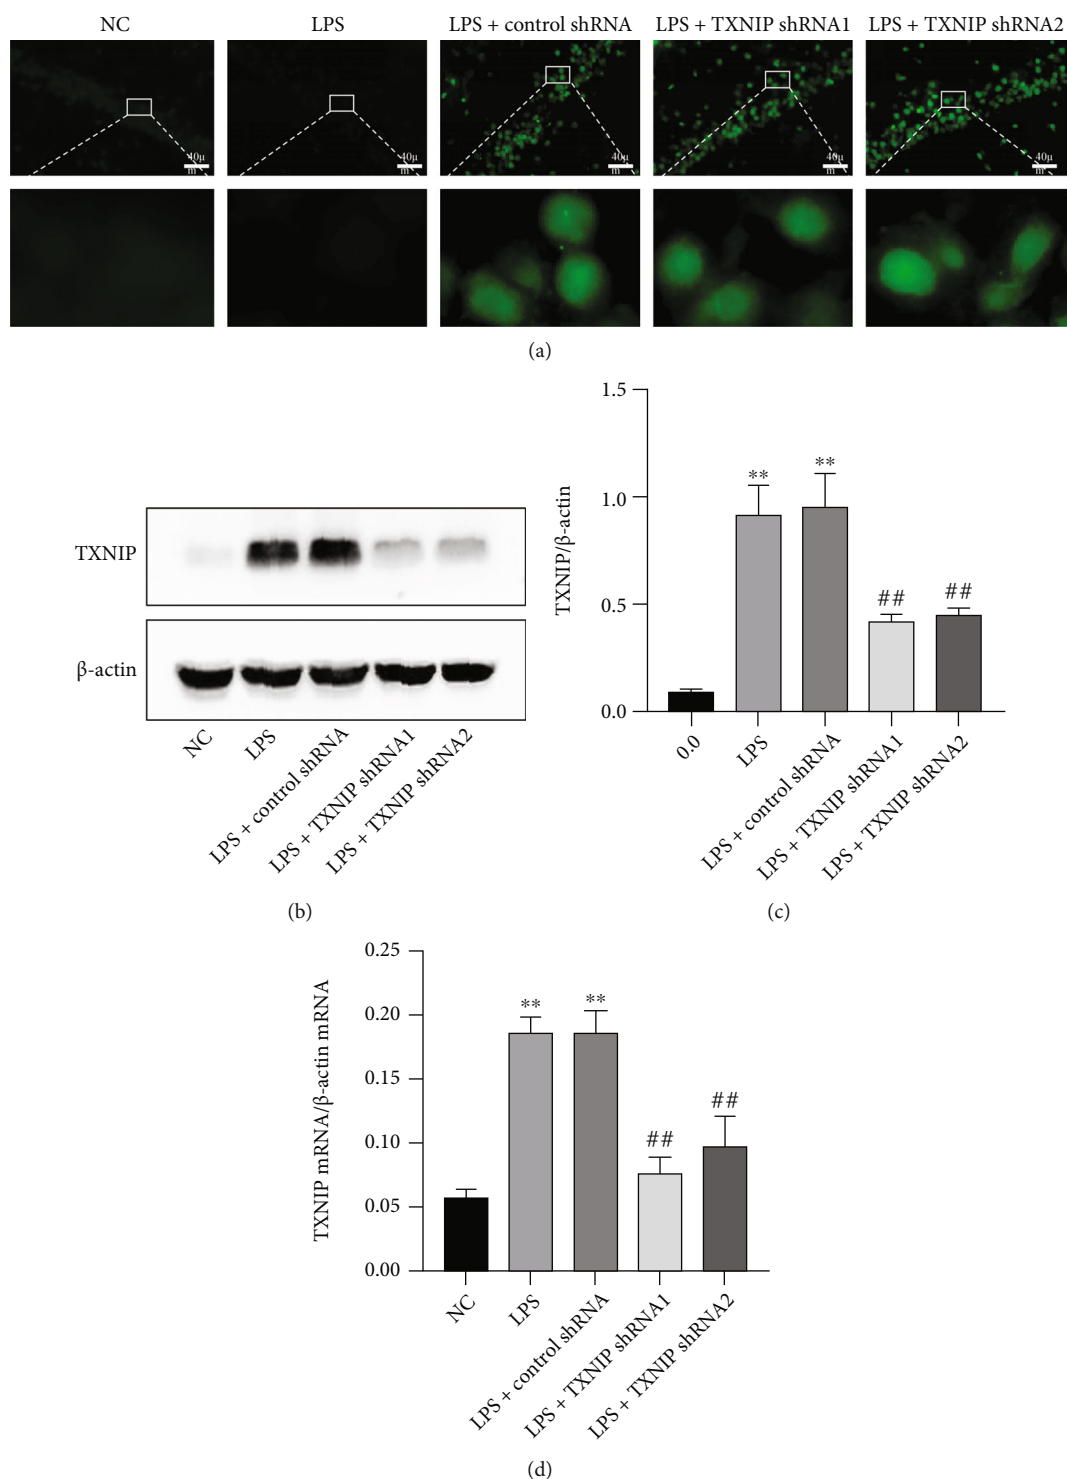 NC
LPS
LPS + control shRNA
LPS + TXNIP shRNA1
LPS + TXNIP shRNA2
40μ
m
40μ
m
40μ
m
40μ
m
40μ
m
(a)
TXNIP
β-actin
NC
LPS
LPS + control shRNA
LPS + TXNIP shRNA1
LPS + TXNIP shRNA2
(b)
TXNIP/β-actin
1.5
1.0
0.5
0.0
**
**
##
##
0.0
LPS
LPS + control shRNA
LPS + TXNIP shRNA1
LPS + TXNIP shRNA2
(c)
TXNIP mRNA/β-actin mRNA
0.25
0.20
0.15
0.10
0.05
0.00
**
**
##
##
NC
LPS
LPS + control shRNA
LPS + TXNIP shRNA1
LPS + TXNIP shRNA2
(d)